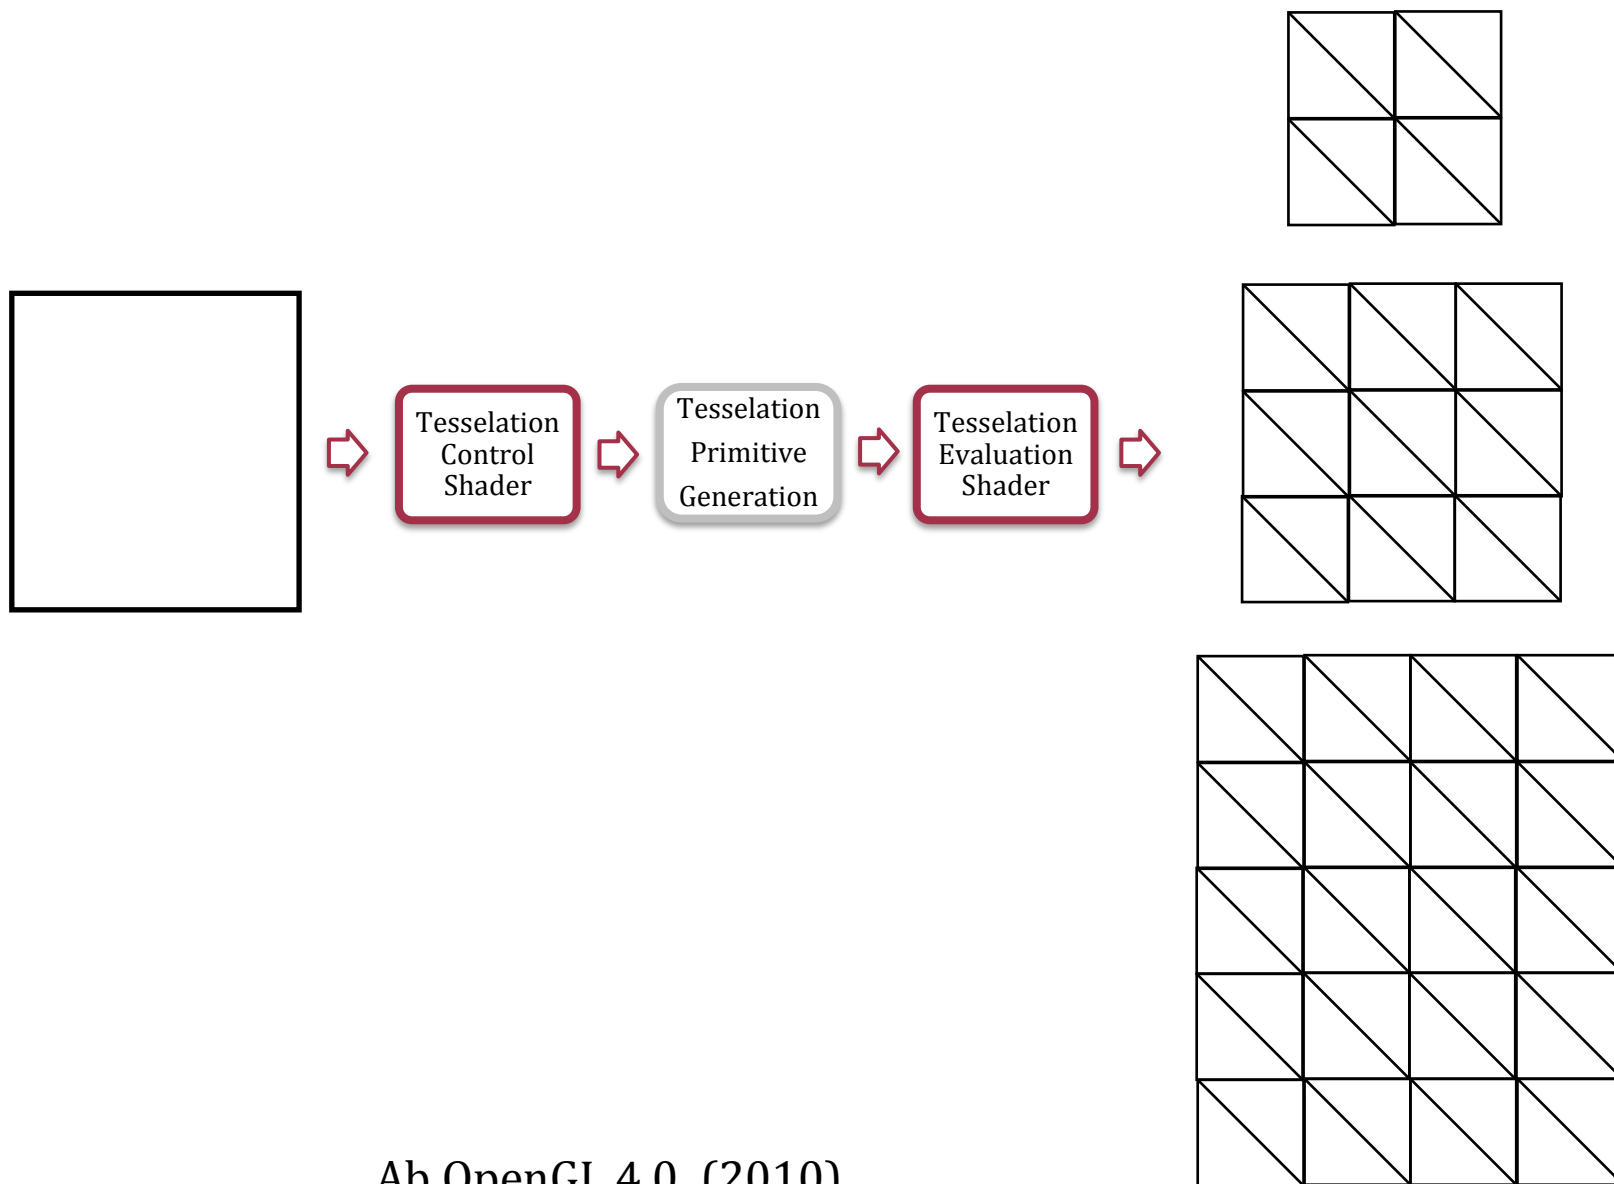 Tesselation
Control
Shader
Tesselation
Primitive
Generation
Tesselation
Evaluation
Shader
Ab OpenGL 4.0 (2010)